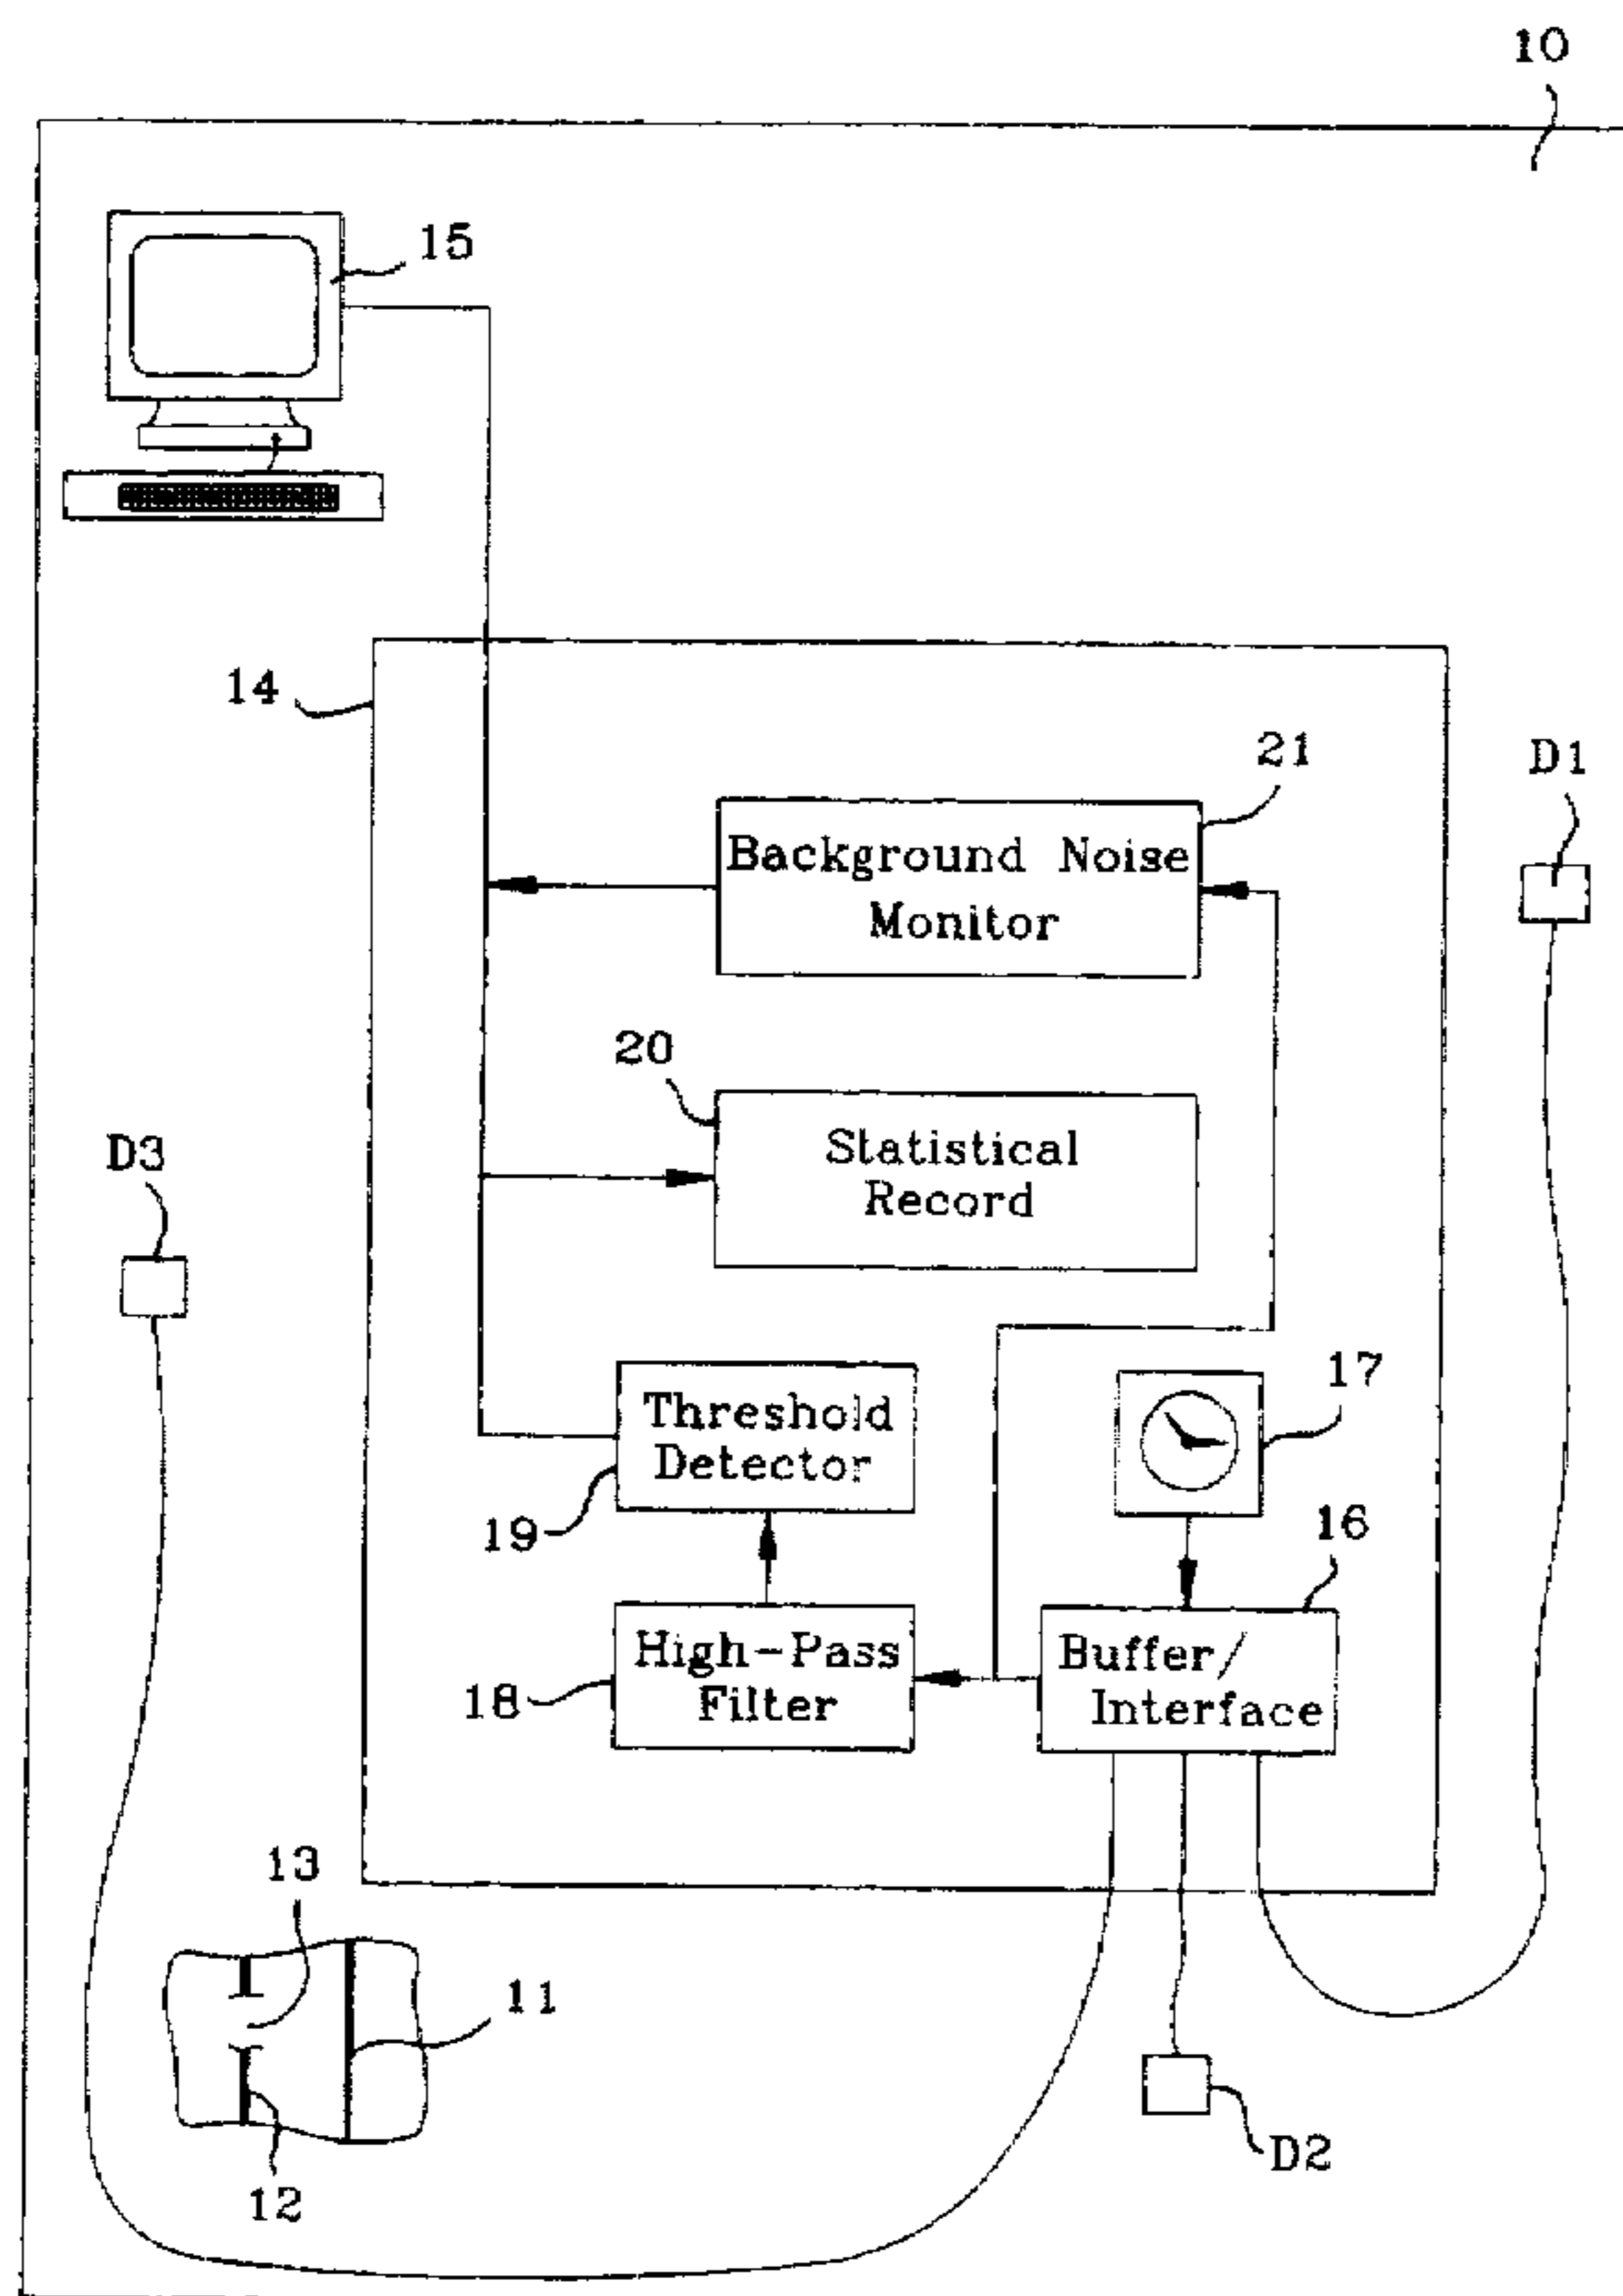 10
15
14
21
D1
Background Noise
Monitor
20
Statistical
Record
D3
17
Threshold
Detector
19
16
High-Pass
Filter
18
Buffer/
Interface
13
11
12
D2